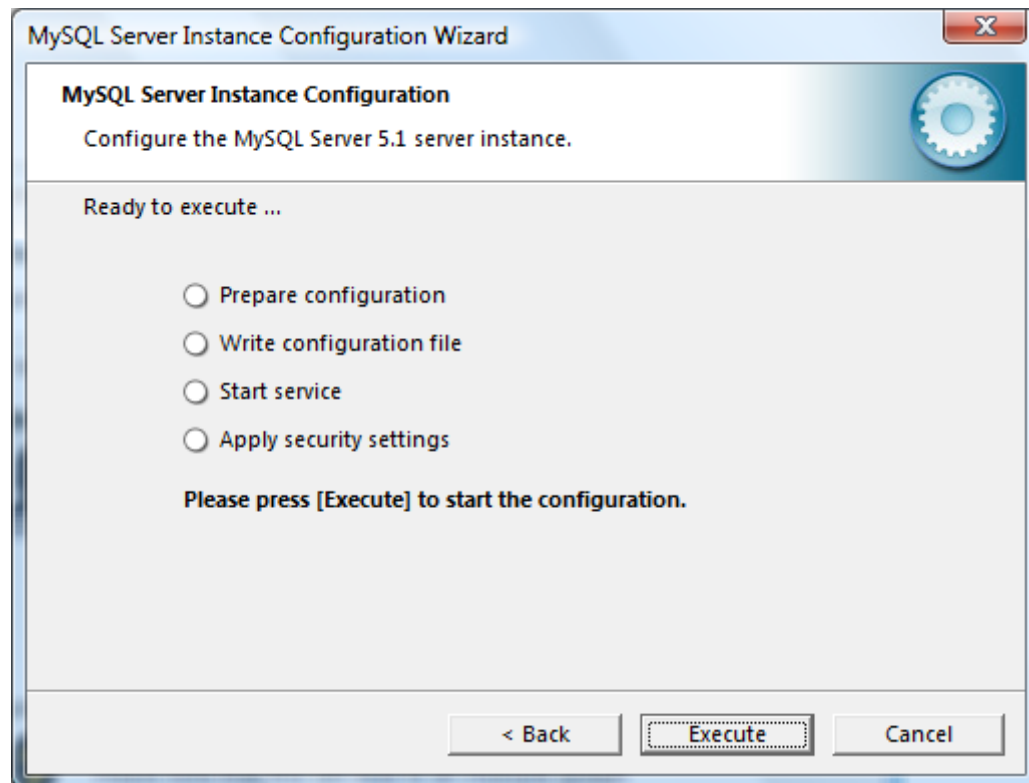 MySQL Server Instance Configuration Wizard
MySQL Server Instance Configuration
Configure the MySQL Server 5.1 server instance.
Ready to execute ...
Prepare configuration
Write configuration file
Start service
Apply security settings
Please press [Execute] to start the configuration.
< Back Execute Cancel